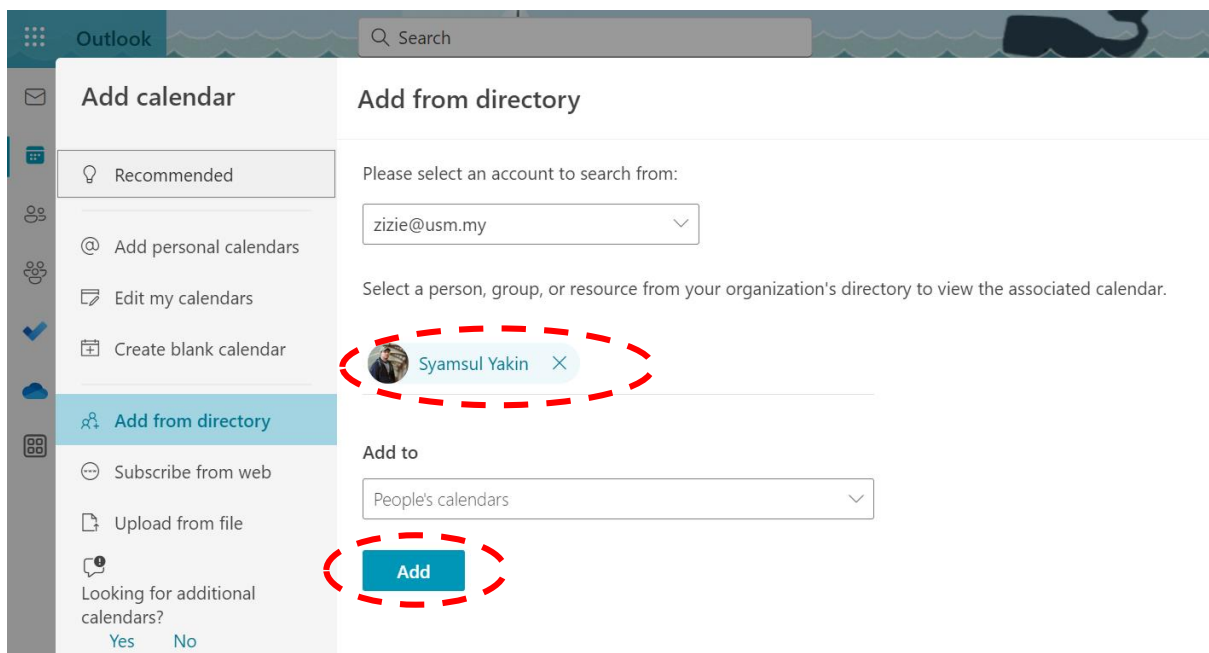 Outlook
Search
Add calendar
Recommended
Add personal calendars
Edit my calendars
Create blank calendar
Add from directory
Subscribe from web
Upload from file
Looking for additional
calendars?
Yes No
Add from directory
Please select an account to search from:
zizie@usm.my
Select a person, group, or resource from your organization's directory to view the associated calendar.
Syamsul Yakin
Add to
People's calendars
Add